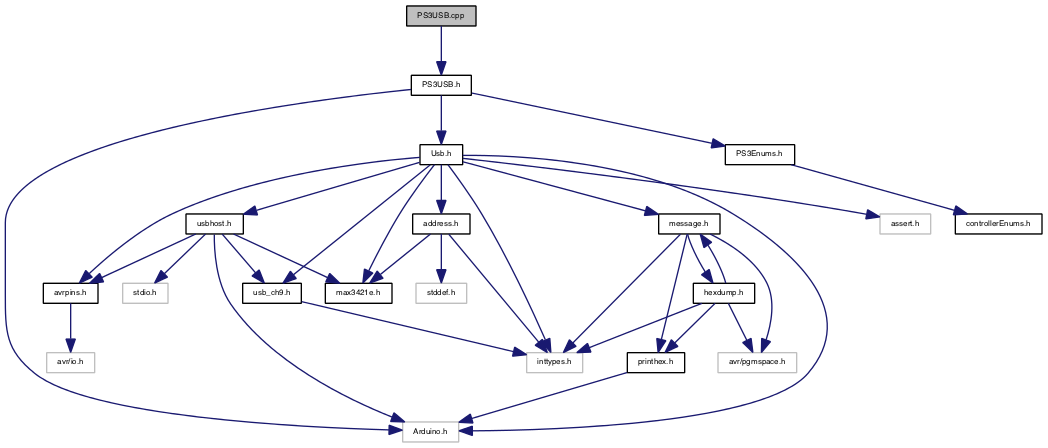 PS3USB.cpp
PS3USB.h
Usb.h
PS3Enums.h
usbhost.h
address.h
message.h
assert.h
controllerEnums.h
avrpins.h
stdio.h
usb_ch9.h
max3421e.h
stddef.h
hexdump.h
avr/io.h
inttypes.h
printhex.h
avr/pgmspace.h
Arduino.h